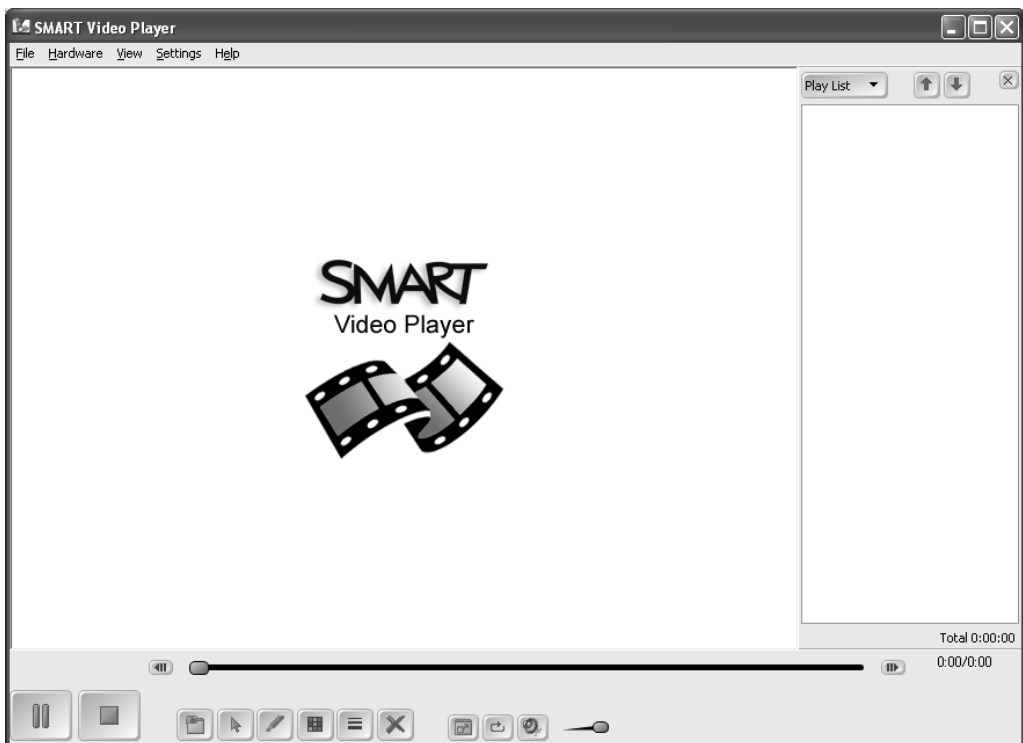 SMART Video Player
File Hardware View Settings Help
Play List
SMART
Video Player
Total 0:00:00
0:00/0:00